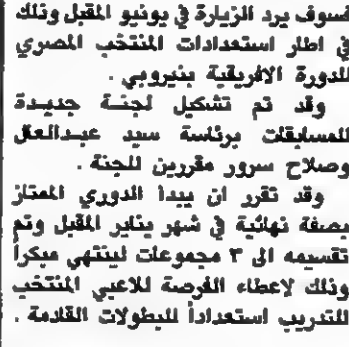 فسوف يرد الزيارة في يونيو المقبل وذلك
في اطار استعدادات المنتخب المصري
للدورة الافريقية بنيروبي .
وقد تم تشكيل لجنة جديدة
للمسابقات برئاسة سيد عبدالعال
وصلاح سرور مقررين للجنة .
وقد تقرر ان يبدا الدوري الممتاز
بصفة نهائية في شهر يناير المقبل وتم
تقسيمه الى ٣ مجموعات لينتهي مبكراً
وذلك لإعطاء الفرصة للاعبي المنتخب
للتدريب استعداداً للبطولات القادمة .